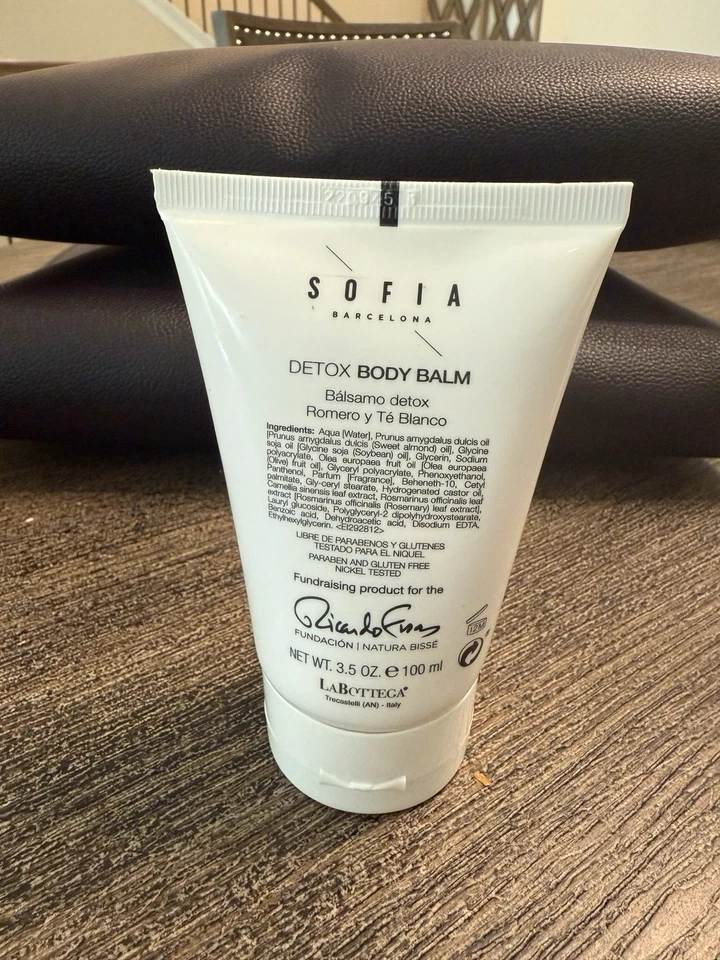 SOFIA
BARCELONA
DETOX BODY BALM
Bálsamo detox
Romero y Té Blanco
Ingredients: Aqua [Water], Prunus amygdalus dulcis oil
[Prunus amygdalus dulcis (Sweet almond) oil], Glycine
soja oil [Glycine soja (Soybean) oil], Glycerin, Sodium
polyacrylate, Olea europaea fruit oil [Olea europaea
(Olive) fruit oil], Glyceryl polyacrylate, Phenoxyethanol,
Panthenol, Parfum [Fragrance], Beheneth-10, Cetyl
palmitate, Gly-ceryl stearate, Hydrogenated castor oil,
Camellia sinensis leaf extract, Rosmarinus officinalis leaf
extract [Rosmarinus officinalis (Rosemary) leaf extract],
Lauryl glucoside, Polyglyceryl-2 dipolyhydroxystearate,
Benzoic acid, Dehydroacetic acid, Disodium EDTA,
Ethylhexylglycerin. <EI292812>
LIBRE DE PARABENOS Y GLUTENES
TESTADO PARA EL NIQUEL
PARABEN AND GLUTEN FREE
NICKEL TESTED
Fundraising product for the
Ricardo Fisas
FUNDACIÓN | NATURA BISSÉ
12M
NET WT. 3.5 OZ. e 100 ml
LABOTTEGA
Trecastelli (AN) - Italy